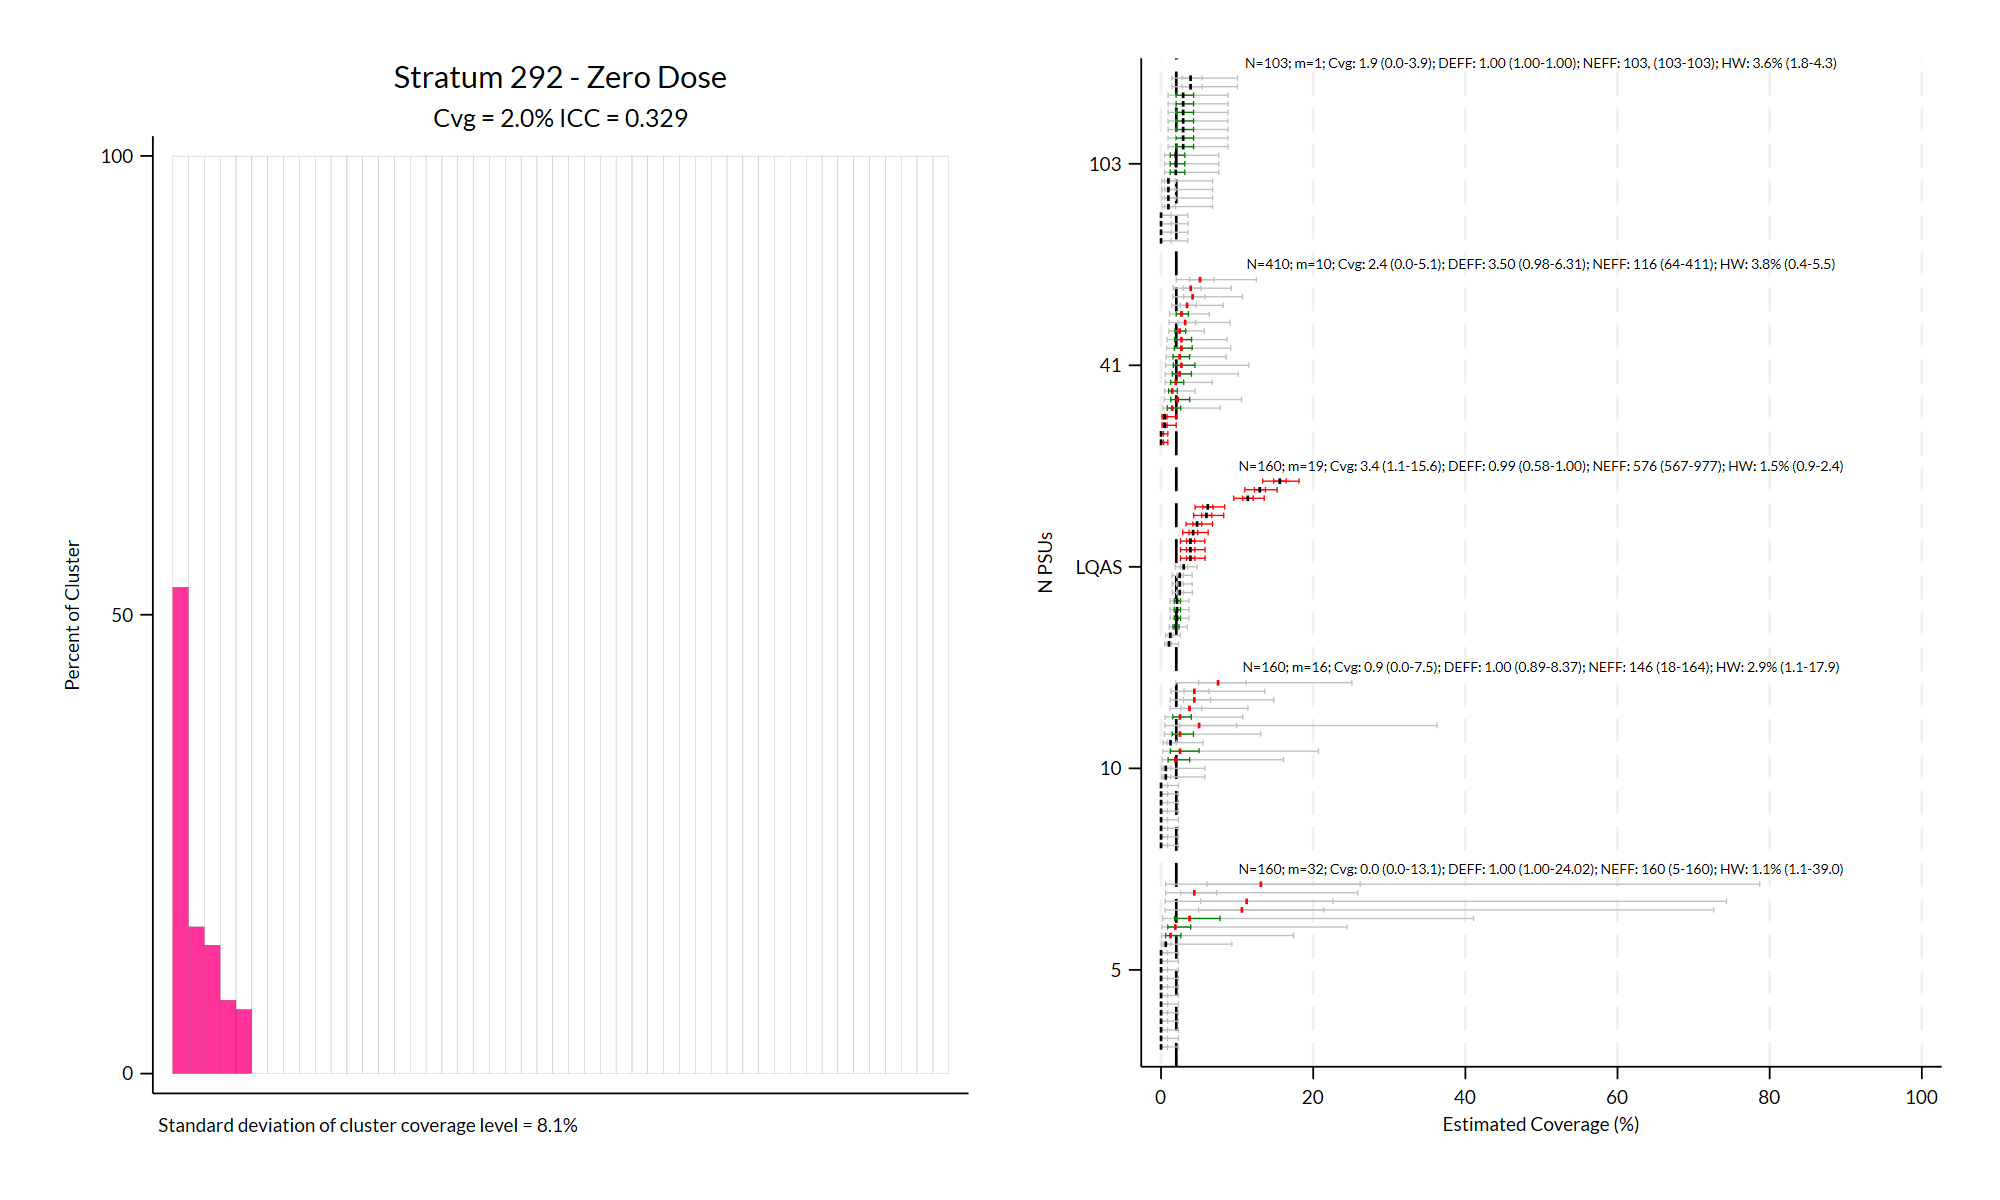 Stratum 292 - Zero Dose
Cvg = 2.0% ICC = 0.329
100
50
0
Percent of Cluster
Standard deviation of cluster coverage level = 8.1%
N=103; m=1; Cvg: 1.9 (0.0-3.9); DEFF: 1.00 (1.00-1.00); NEFF: 103, (103-103); HW: 3.6% (1.8-4.3)
103
N=410; m=10; Cvg: 2.4 (0.0-5.1); DEFF: 3.50 (0.98-6.31); NEFF: 116 (64-411); HW: 3.8% (0.4-5.5)
41
N=160; m=19; Cvg: 3.4 (1.1-15.6); DEFF: 0.99 (0.58-1.00); NEFF: 576 (567-977); HW: 1.5% (0.9-2.4)
LQAS
N PSUs
N=160; m=16; Cvg: 0.9 (0.0-7.5); DEFF: 1.00 (0.89-8.37); NEFF: 146 (18-164); HW: 2.9% (1.1-17.9)
10
N=160; m=32; Cvg: 0.0 (0.0-13.1); DEFF: 1.00 (1.00-24.02); NEFF: 160 (5-160); HW: 1.1% (1.1-39.0)
5
0 20 40 60 80 100
Estimated Coverage (%)